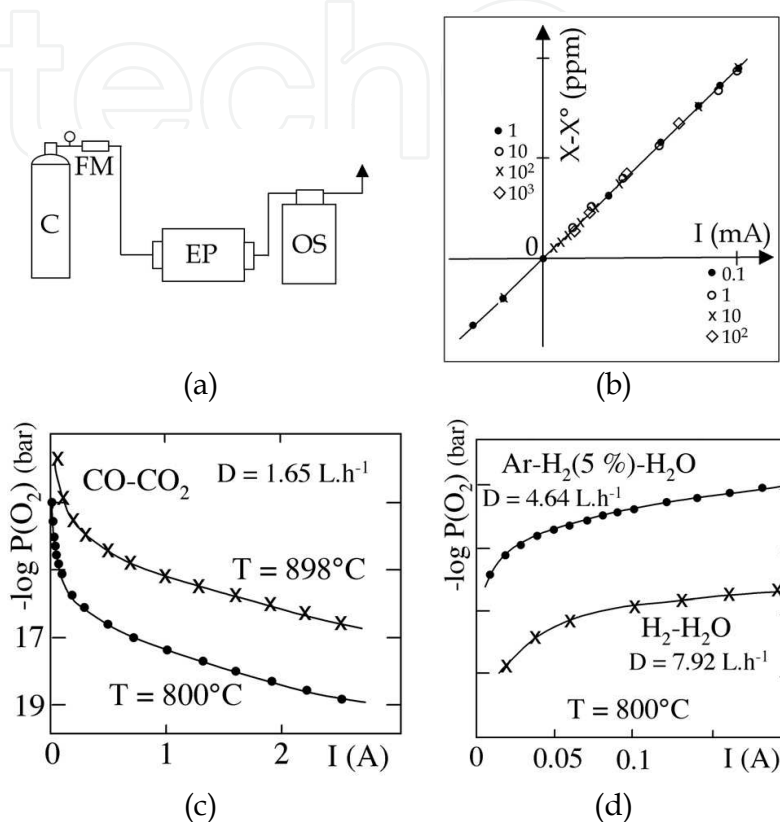 tech
FM
C
EP
OS
(a)
X-X° (ppm)
● 1
○ 10
× 10²
◇ 10³
0
I (mA)
● 0.1
○ 1
× 10
◇ 10²
(b)
-log P(O₂) (bar)
CO-CO₂
D = 1.65 L.h⁻¹
T = 898°C
17
T = 800°C
19
0
1
2
I (A)
(c)
-log P(O₂) (bar)
Ar-H₂(5 %)-H₂O
D = 4.64 L.h⁻¹
H₂-H₂O
D = 7.92 L.h⁻¹
T = 800°C
0
0.05
0.1
I (A)
(d)